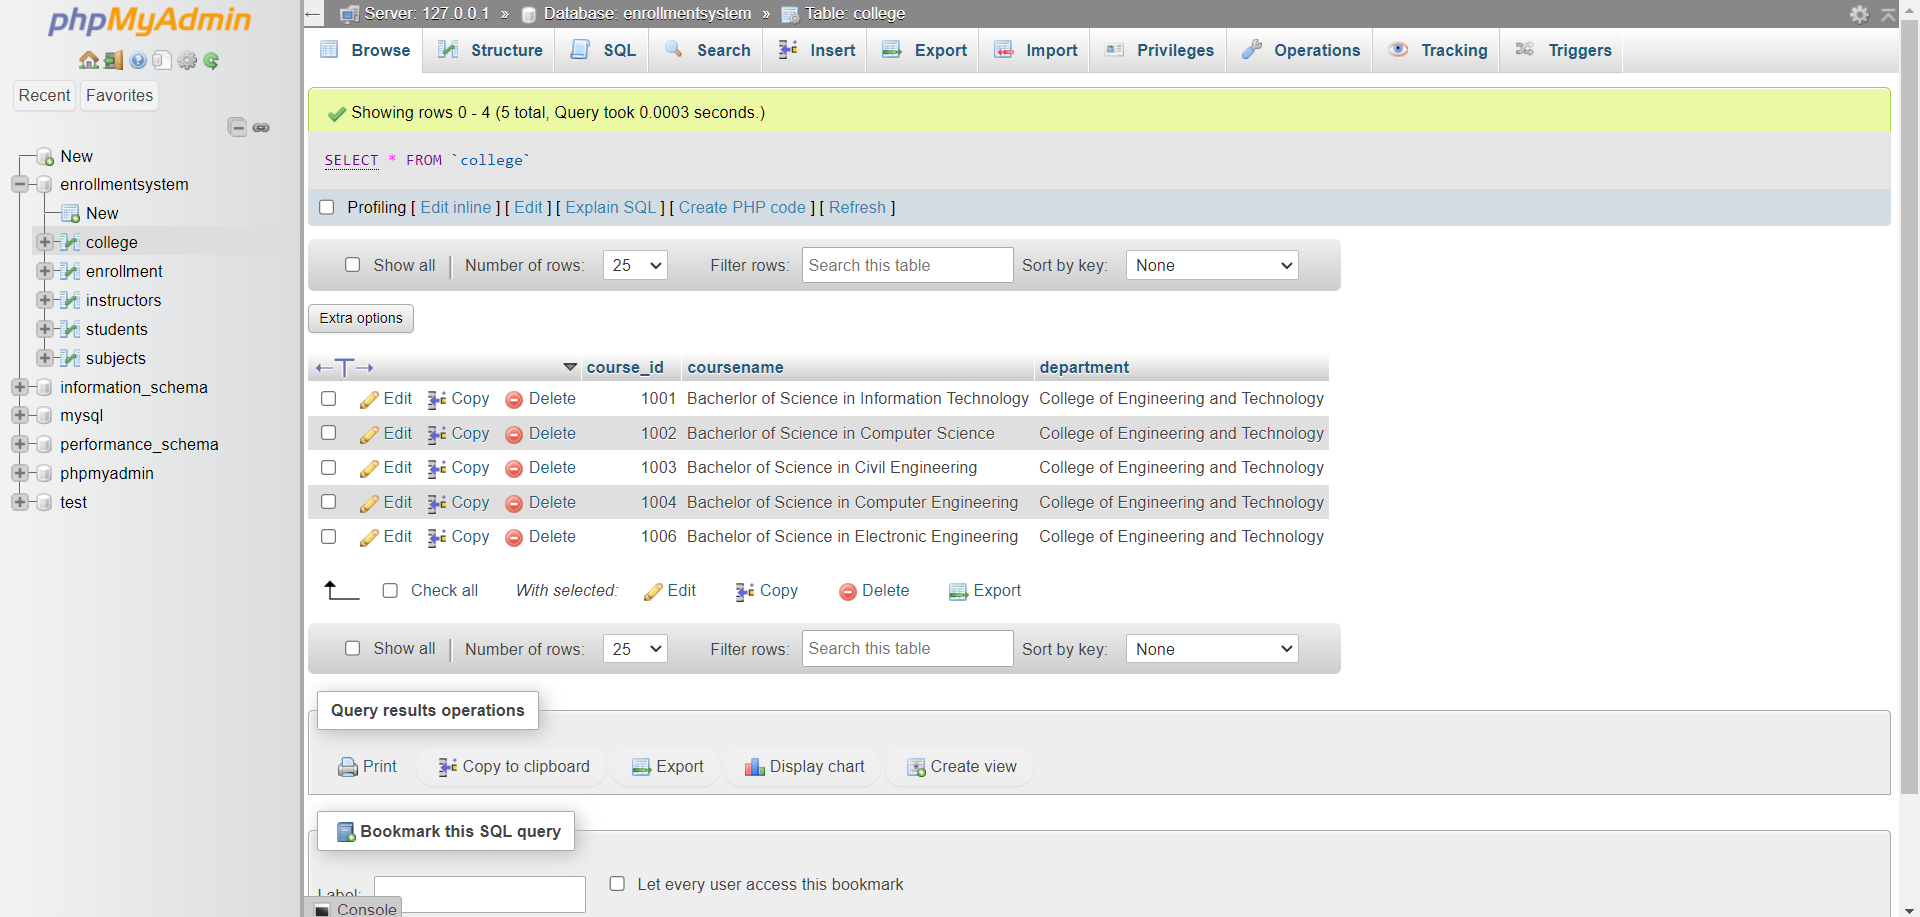 phpMyAdmin
Recent Favorites
New
enrollmentsystem
New
college
enrollment
instructors
students
subjects
information_schema
mysql
performance_schema
phpmyadmin
test
← Server: 127.0.0.1 » Database: enrollmentsystem » Table: college
Browse Structure SQL Search Insert Export Import Privileges Operations Tracking Triggers
Showing rows 0 - 4 (5 total, Query took 0.0003 seconds.)
SELECT * FROM `college`
Profiling [ Edit inline ] [ Edit ] [ Explain SQL ] [ Create PHP code ] [ Refresh ]
Show all | Number of rows: 25 Filter rows: Search this table Sort by key: None
Extra options
←T→ course_id coursename department
Edit Copy Delete 1001 Bacherlor of Science in Information Technology College of Engineering and Technology
Edit Copy Delete 1002 Bacherlor of Science in Computer Science College of Engineering and Technology
Edit Copy Delete 1003 Bachelor of Science in Civil Engineering College of Engineering and Technology
Edit Copy Delete 1004 Bachelor of Science in Computer Engineering College of Engineering and Technology
Edit Copy Delete 1006 Bachelor of Science in Electronic Engineering College of Engineering and Technology
Check all With selected: Edit Copy Delete Export
Show all | Number of rows: 25 Filter rows: Search this table Sort by key: None
Query results operations
Print Copy to clipboard Export Display chart Create view
Bookmark this SQL query
Label: Let every user access this bookmark
Console